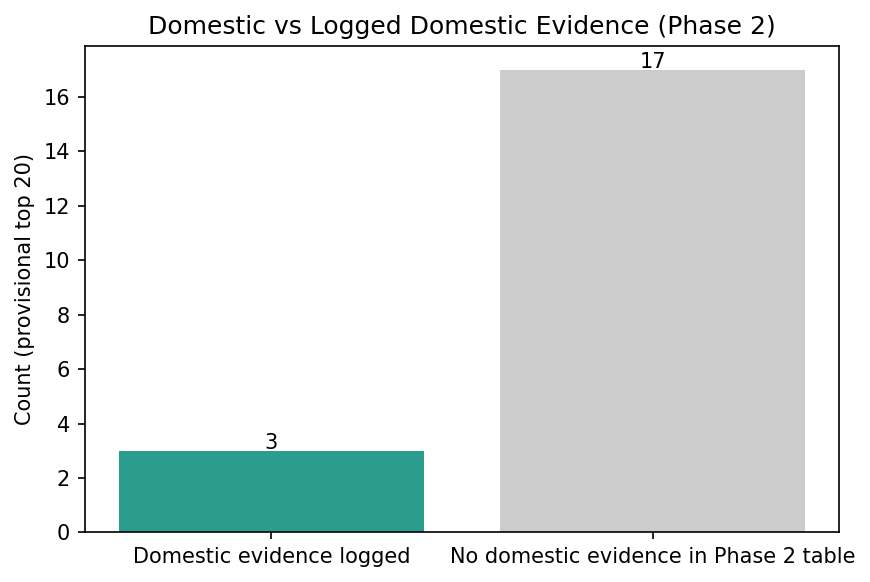 Domestic vs Logged Domestic Evidence (Phase 2)
Count (provisional top 20)
16
14
12
10
8
6
4
2
0
3
17
Domestic evidence logged
No domestic evidence in Phase 2 table